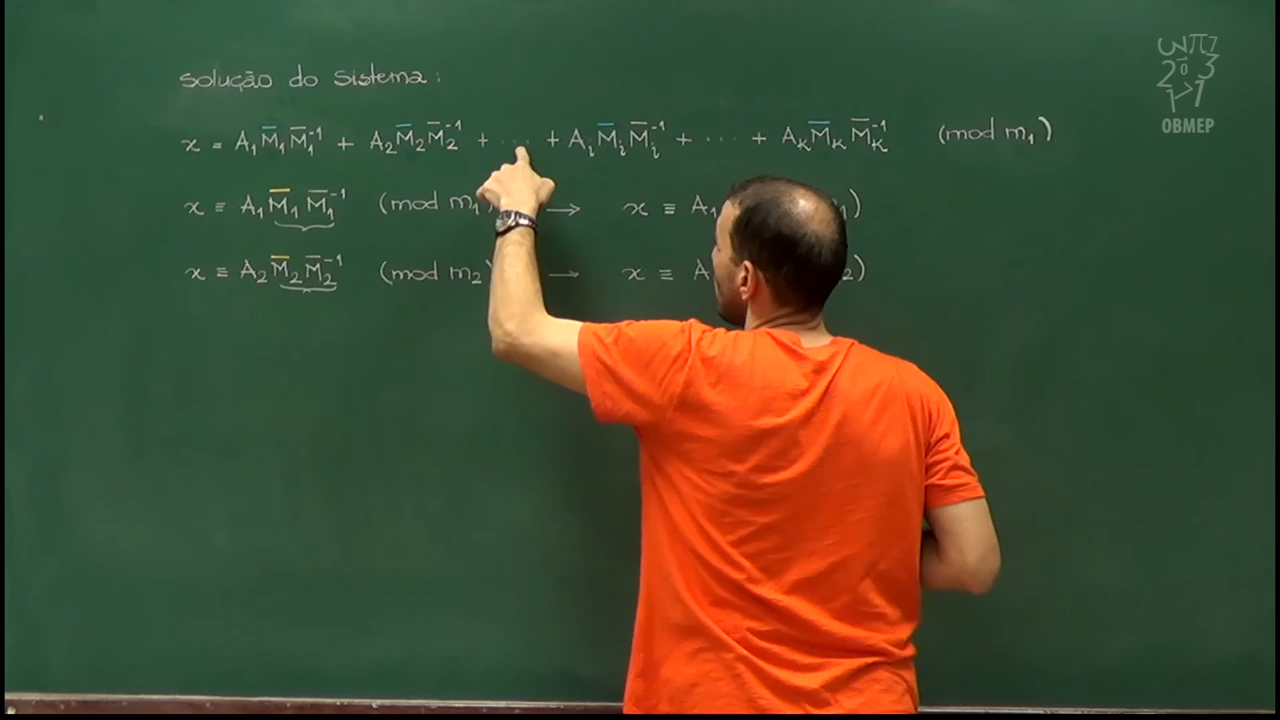 Solução do sistema:
x = A₁M̅₁M̅₁⁻¹ + A₂M̅₂M̅₂⁻¹ + ... + AᵢM̅ᵢM̅ᵢ⁻¹ + ... + AₖM̅ₖM̅ₖ⁻¹ (mod m₁)
x ≡ A₁M̅₁M̅₁⁻¹ (mod m₁) → x ≡ A₁
x ≡ A₂M̅₂M̅₂⁻¹ (mod m₂) → x ≡ A 2)
OBMEP